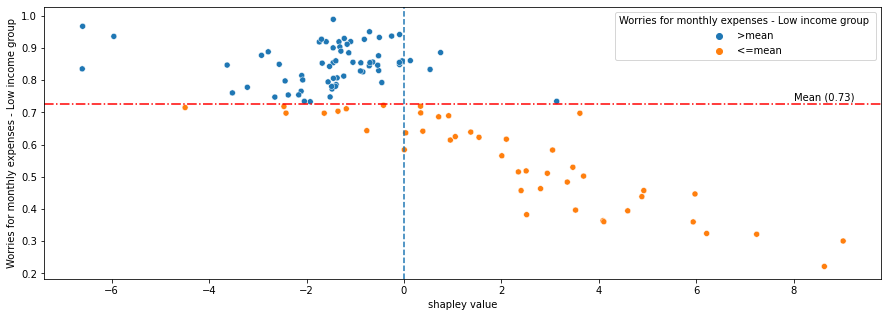 Worries for monthly expenses - Low income group
>mean
<=mean
Mean (0.73)
Worries for monthly expenses - Low income group
1.0
0.9
0.8
0.7
0.6
0.5
0.4
0.3
0.2
−6
−4
−2
0
2
4
6
8
shapley value